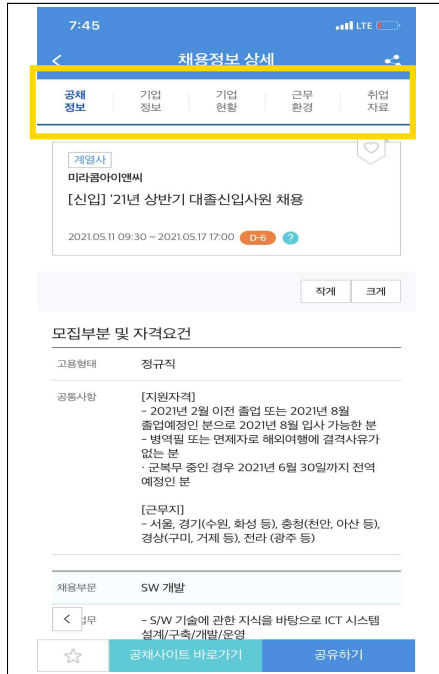 7:45 LTE
채용정보 상세
공채 기업 기업 근무 취업
정보 정보 현황 환경 자료
계열사
미라콤아이앤씨
[신입] '21년 상반기 대졸신입사원 채용
2021.05.11 09:30 ~ 2021.05.17 17:00 D-6 ?
작게 크게
모집부분 및 자격요건
고용형태 정규직
공통사항 [지원자격]
- 2021년 2월 이전 졸업 또는 2021년 8월
졸업예정인 분으로 2021년 8월 입사 가능한 분
- 병역필 또는 면제자로 해외여행에 결격사유가
없는 분
· 군복무 중인 경우 2021년 6월 30일까지 전역
예정인 분
[근무지]
- 서울, 경기(수원, 화성 등), 충청(천안, 아산 등),
경상(구미, 거제 등), 전라 (광주 등)
채용부문 SW 개발
업무 - S/W 기술에 관한 지식을 바탕으로 ICT 시스템
설계/구축/개발/운영
공채사이트 바로가기 공유하기